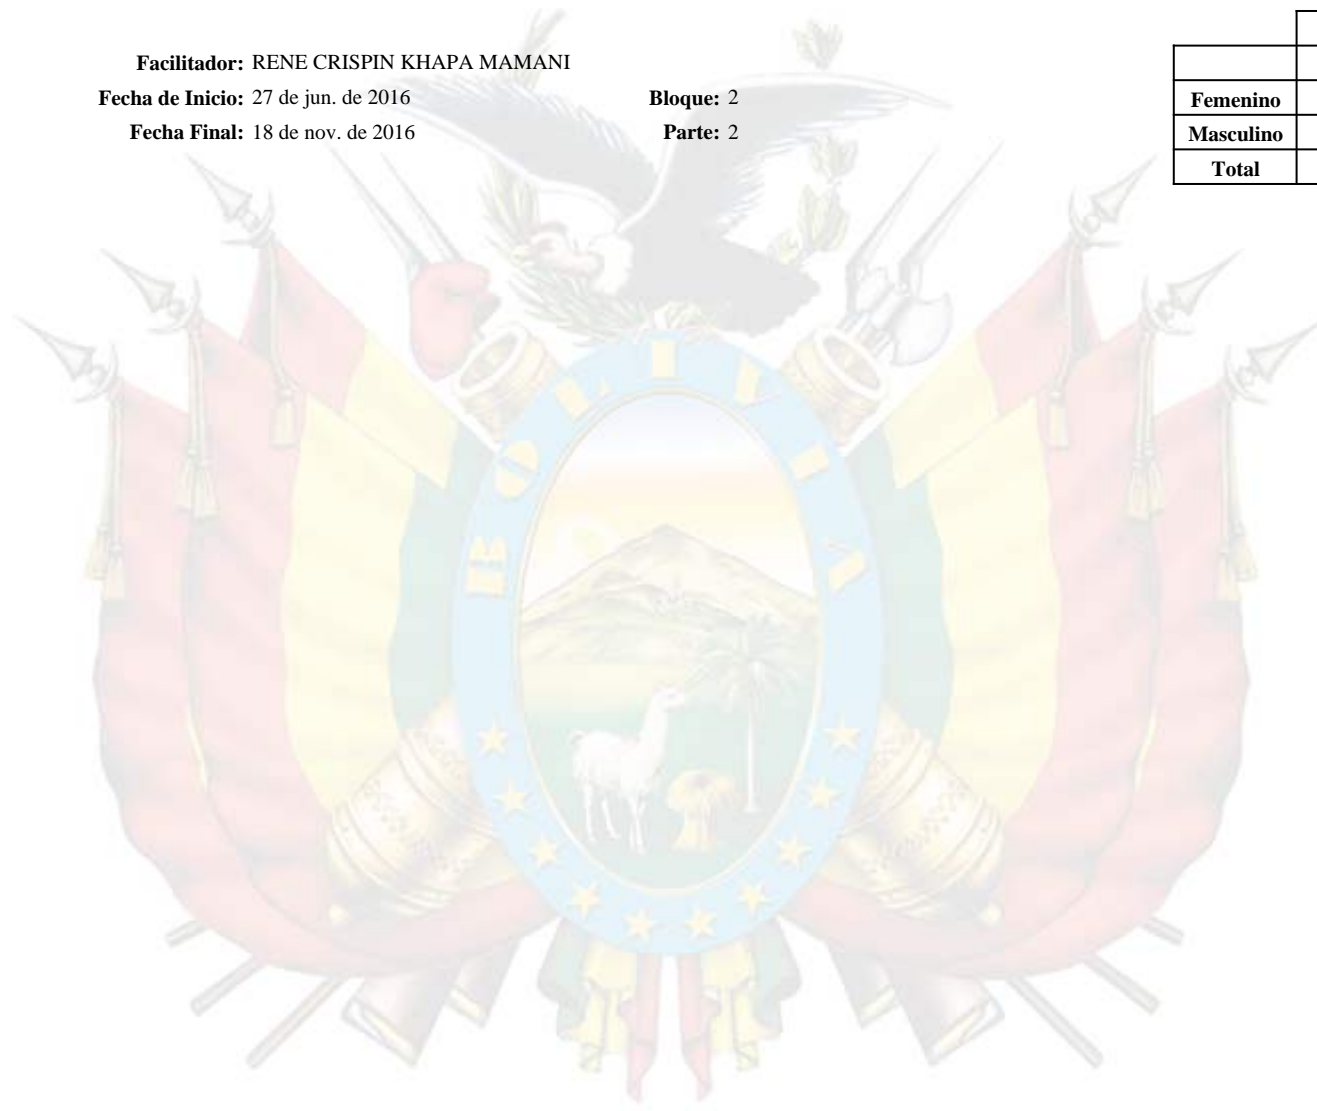 Facilitador: RENE CRISPIN KHAPA MAMANI
Fecha de Inicio: 27 de jun. de 2016 Bloque: 2
Fecha Final: 18 de nov. de 2016 Parte: 2
Femenino
Masculino
Total
BOLIVIA